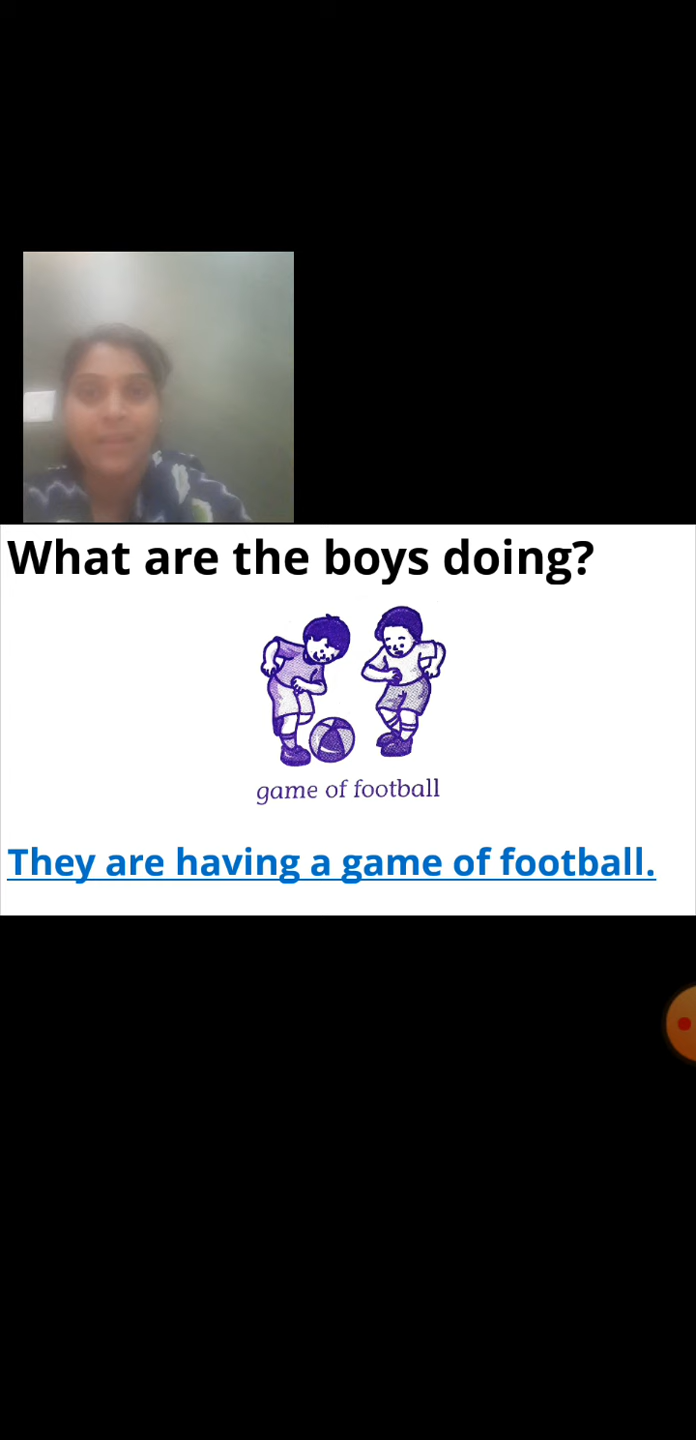 What are the boys doing?
game of football
They are having a game of football.